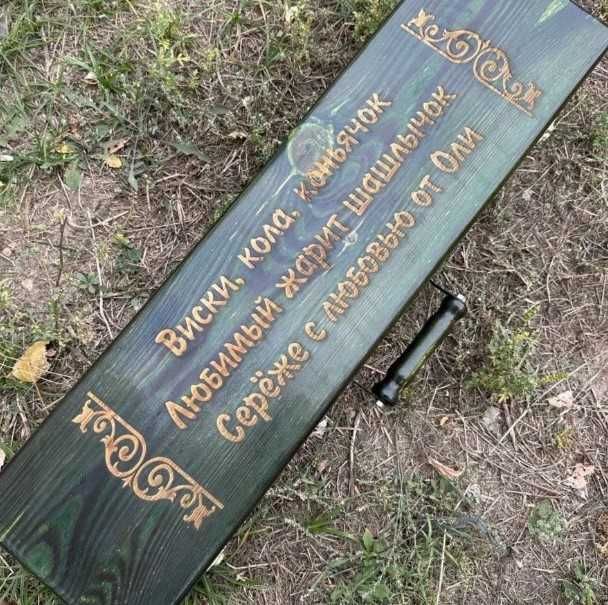 Виски, кола, коньячок
Любимый жарит шашлычок
Серёже с любовью от Оли